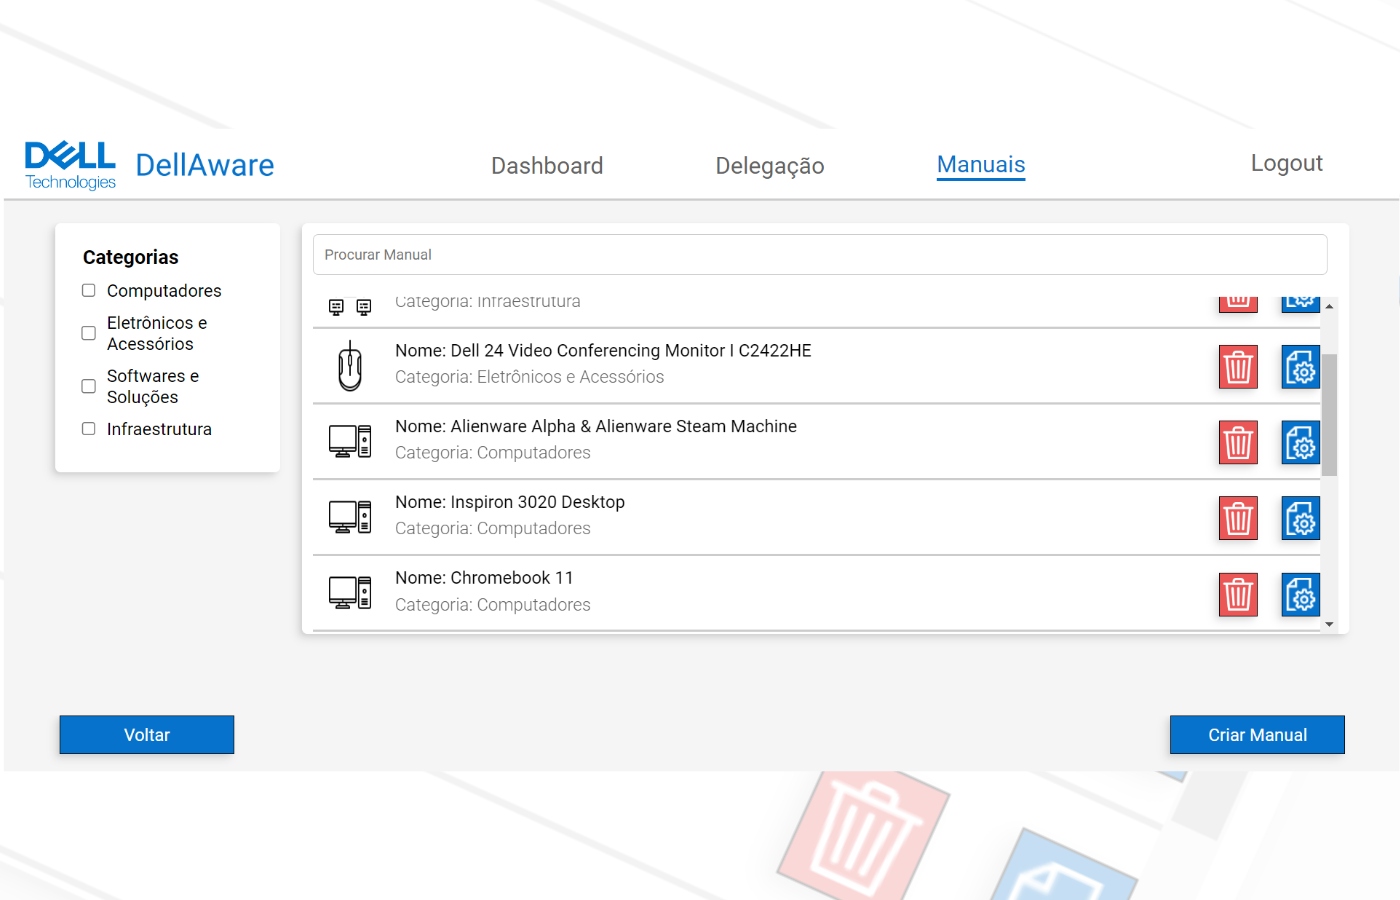 DELL
Technologies
DellAware
Dashboard
Delegação
Manuais
Logout
Categorias
Computadores
Eletrônicos e
Acessórios
Softwares e
Soluções
Infraestrutura
Procurar Manual
Categoria: Infraestrutura
Nome: Dell 24 Video Conferencing Monitor I C2422HE
Categoria: Eletrônicos e Acessórios
Nome: Alienware Alpha & Alienware Steam Machine
Categoria: Computadores
Nome: Inspiron 3020 Desktop
Categoria: Computadores
Nome: Chromebook 11
Categoria: Computadores
Voltar
Criar Manual